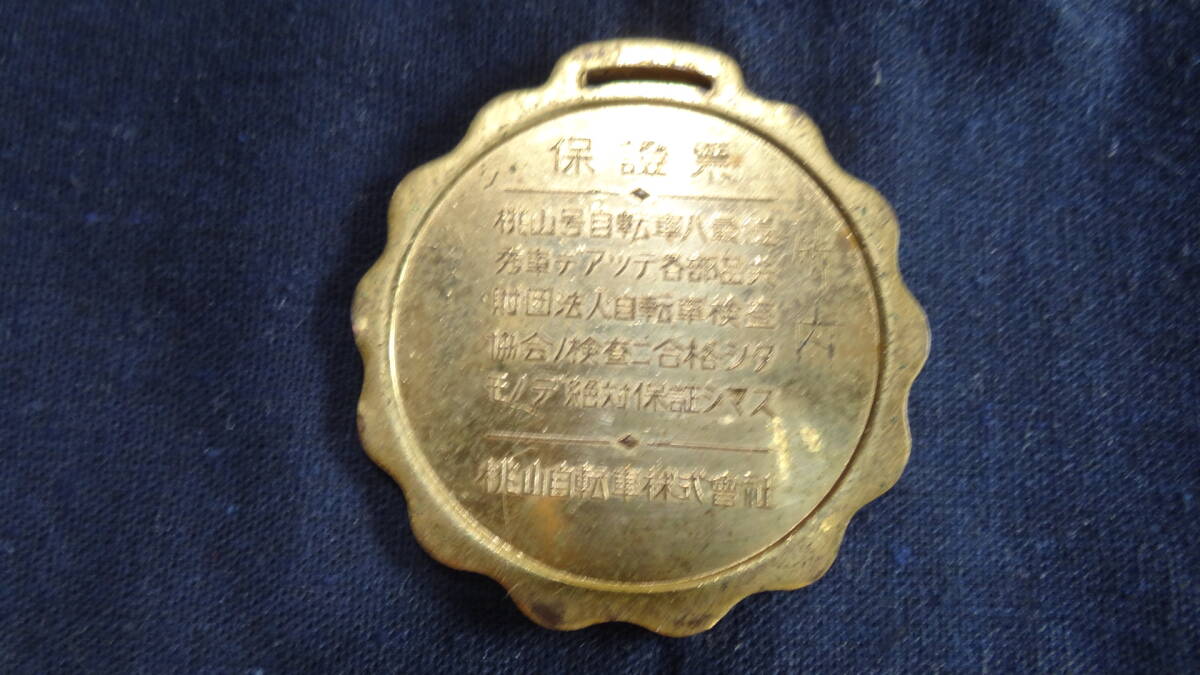 保證票
桃山号自転車ハ最優
秀車デアツテ各部品共
財団法人自転車検査
協会ノ検査ニ合格シタ
モノデ絶対保証シマス
桃山自転車株式會社